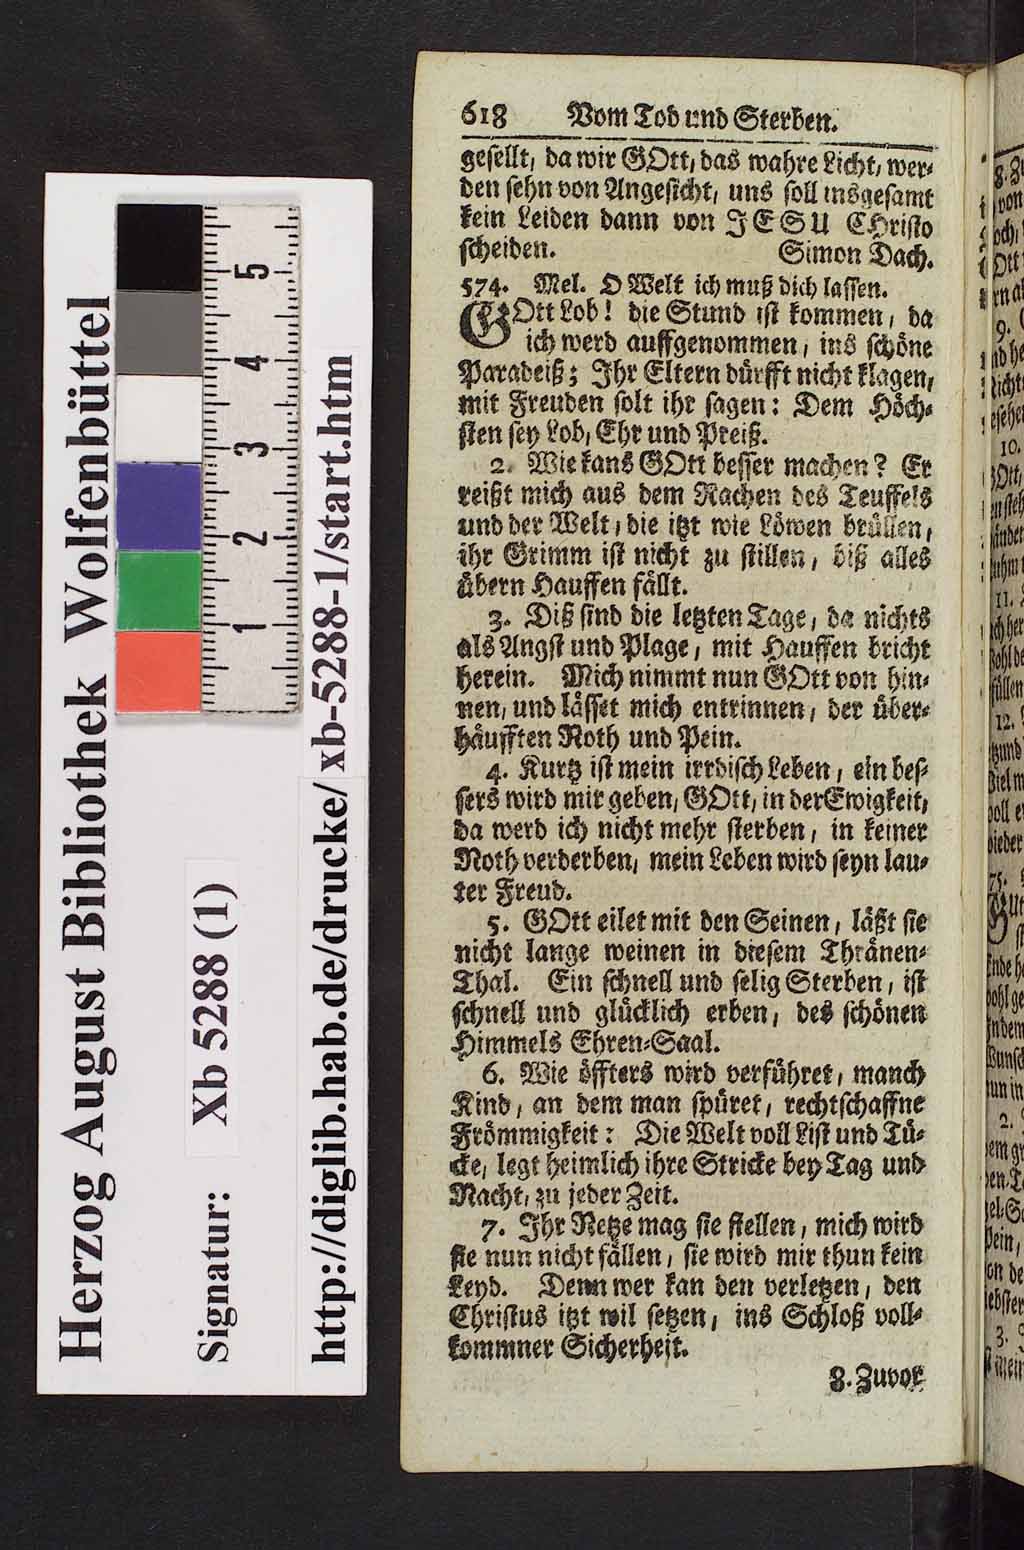 618 Vom Tod und Sterben.
gesellt, da wir GOtt, das wahre Licht, wer-
den sehn von Angesicht, uns soll insgesamt
kein Leiden dann von JESU CHristo
scheiden. Simon Dach.
574. Mel. O Welt ich muß dich lassen.
GOtt Lob! die Stund ist kommen, da
ich werd auffgenommen, ins schöne
Paradeiß; Ihr Eltern dürfft nicht klagen,
mit Freuden solt ihr sagen: Dem Höch-
sten sey Lob, Ehr und Preiß.
2. Wie kans GOtt besser machen? Er
reißt mich aus dem Rachen des Teuffels
und der Welt, die itzt wie Löwen brüllen,
ihr Grimm ist nicht zu stillen, biß alles
übern Hauffen fällt.
3. Diß sind die letzten Tage, da nichts
als Angst und Plage, mit Hauffen bricht
herein. Mich nimmt nun GOtt von hin-
nen, und lässet mich entrinnen, der über-
häufften Noth und Pein.
4. Kurtz ist mein irrdisch Leben, ein bes-
sers wird mir geben, GOtt, in der Ewigkeit,
da werd ich nicht mehr sterben, in keiner
Noth verderben, mein Leben wird seyn lau-
ter Freud.
5. GOtt eilet mit den Seinen, läßt sie
nicht lange weinen in diesem Thränen-
Thal. Ein schnell und selig Sterben, ist
schnell und glücklich erben, des schönen
Himmels Ehren-Saal.
6. Wie öffters wird verführet, manch
Kind, an dem man spüret, rechtschaffne
Frömmigkeit: Die Welt voll List und Tü-
cke, legt heimlich ihre Stricke bey Tag und
Nacht, zu jeder Zeit.
7. Ihr Netze mag sie stellen, mich wird
sie nun nicht fällen, sie wird mir thun kein
Leyd. Denn wer kan den verletzen, den
Christus itzt wil setzen, ins Schloß voll-
kommner Sicherheit.
8. Zuvor
Herzog August Bibliothek Wolfenbüttel
Signatur: Xb 5288 (1)
http://diglib.hab.de/drucke/xb-5288-1/start.htm
5
4
3
2
1